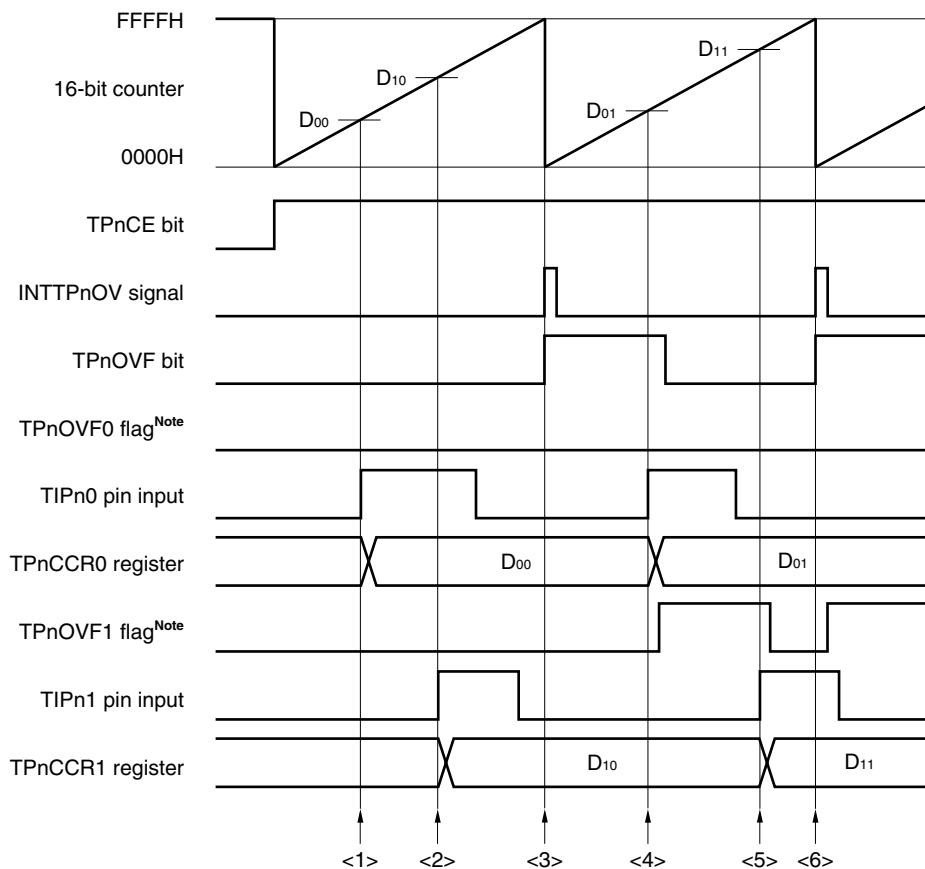 FFFFH
D11
D10
16-bit counter
D01
D00
0000H
TPnCE bit
INTTPnOV signal
TPnOVF bit
TPnOVF0 flagNote
TIPn0 pin input
TPnCCR0 register
D00
D01
TPnOVF1 flagNote
TIPn1 pin input
TPnCCR1 register
D10
D11
<1>
<2>
<3>
<4>
<5>
<6>